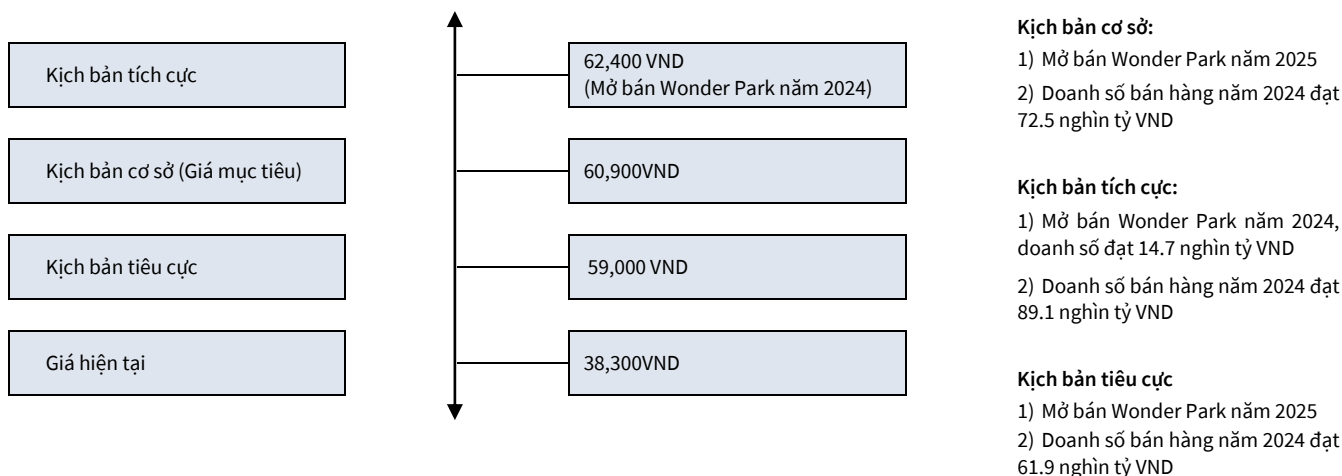 Kịch bản tích cực
62,400 VND
(Mở bán Wonder Park năm 2024)
Kịch bản cơ sở (Giá mục tiêu)
60,900VND
Kịch bản tiêu cực
59,000 VND
Giá hiện tại
38,300VND
Kịch bản cơ sở:
1) Mở bán Wonder Park năm 2025
2) Doanh số bán hàng năm 2024 đạt
72.5 nghìn tỷ VND
Kịch bản tích cực:
1) Mở bán Wonder Park năm 2024,
doanh số đạt 14.7 nghìn tỷ VND
2) Doanh số bán hàng năm 2024 đạt
89.1 nghìn tỷ VND
Kịch bản tiêu cực
1) Mở bán Wonder Park năm 2025
2) Doanh số bán hàng năm 2024 đạt
61.9 nghìn tỷ VND